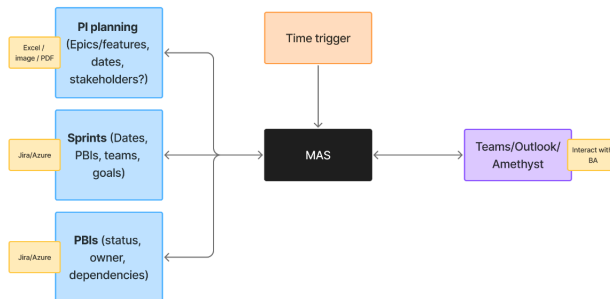 Excel /
image / PDF
PI planning
(Epics/features,
dates,
stakeholders?)
Time trigger
Jira/Azure
Sprints (Dates,
PBIs, teams,
goals)
MAS
Teams/Outlook/
Amethyst
Interact with
BA
Jira/Azure
PBIs (status,
owner,
dependencies)